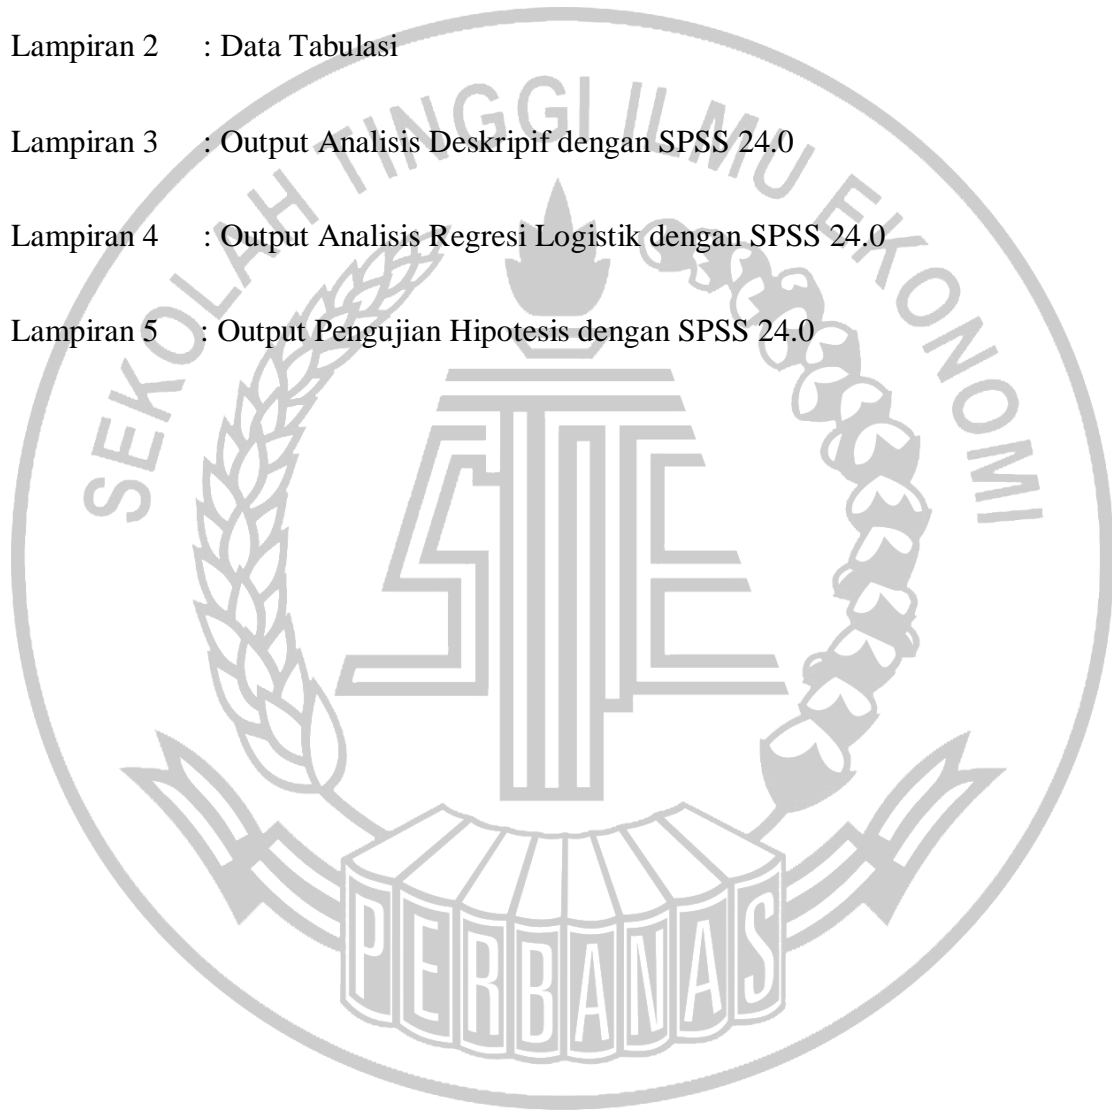 Lampiran 2 : Data Tabulasi
Lampiran 3 : Output Analisis Deskripif dengan SPSS 24.0
Lampiran 4 : Output Analisis Regresi Logistik dengan SPSS 24.0
Lampiran 5 : Output Pengujian Hipotesis dengan SPSS 24.0
SEKOLAH TINGGI ILMU EKONOMI
STIE
PERBANAS